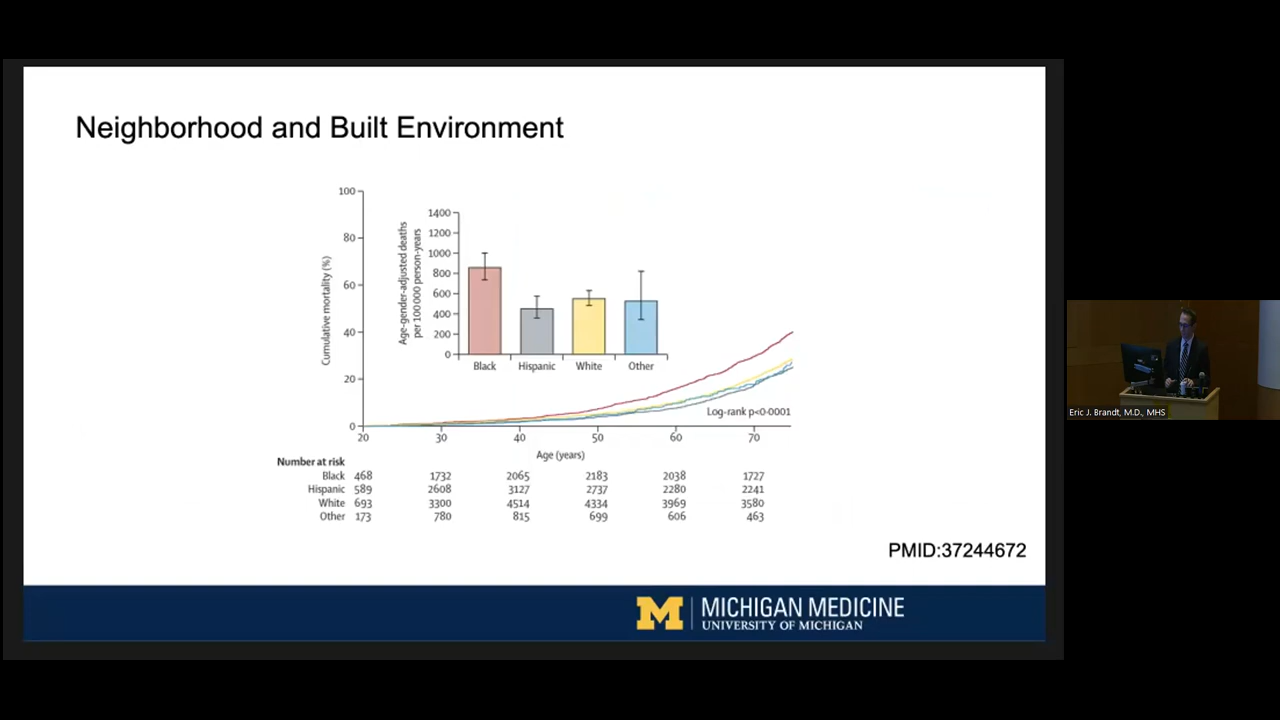 Neighborhood and Built Environment
Cumulative mortality (%)
100
80
60
40
20
0
Age-gender-adjusted deaths
per 100 000 person-years
1400
1200
1000
800
600
400
200
0
Black Hispanic White Other
Log-rank p<0·0001
20 30 40 50 60 70
Age (years)
Number at risk
Black 468 1732 2065 2183 2038 1727
Hispanic 589 2608 3127 2737 2280 2241
White 693 3300 4514 4334 3969 3580
Other 173 780 815 699 606 463
PMID:37244672
M MICHIGAN MEDICINE
UNIVERSITY OF MICHIGAN
Eric J. Brandt, M.D., MHS